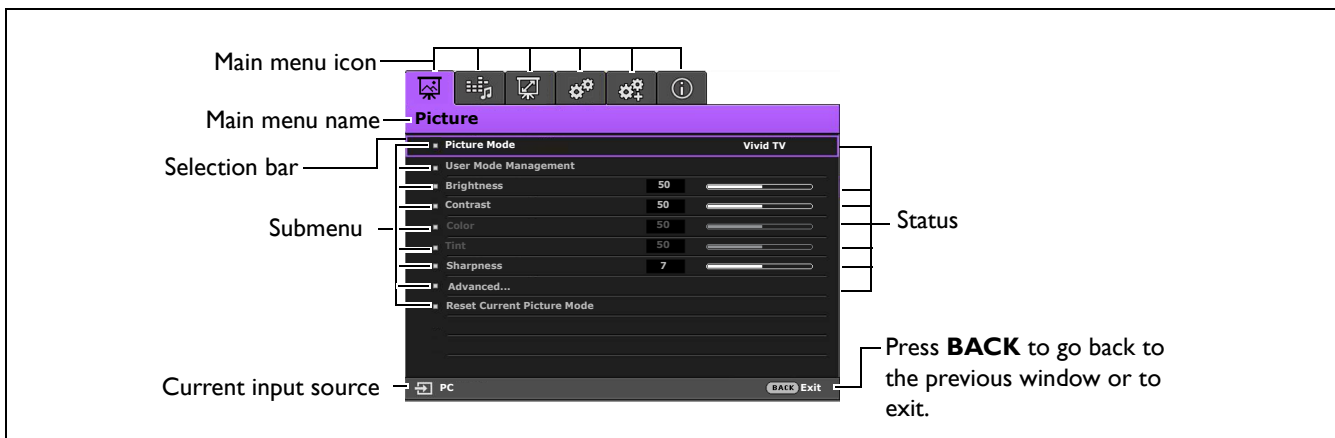 Main menu icon
Main menu name
Picture
Selection bar
Picture Mode Vivid TV
User Mode Management
Brightness 50
Contrast 50
Submenu
Color 50
Status
Tint 50
Sharpness 7
Advanced...
Reset Current Picture Mode
Current input source
PC
BACK Exit
Press BACK to go back to
the previous window or to
exit.